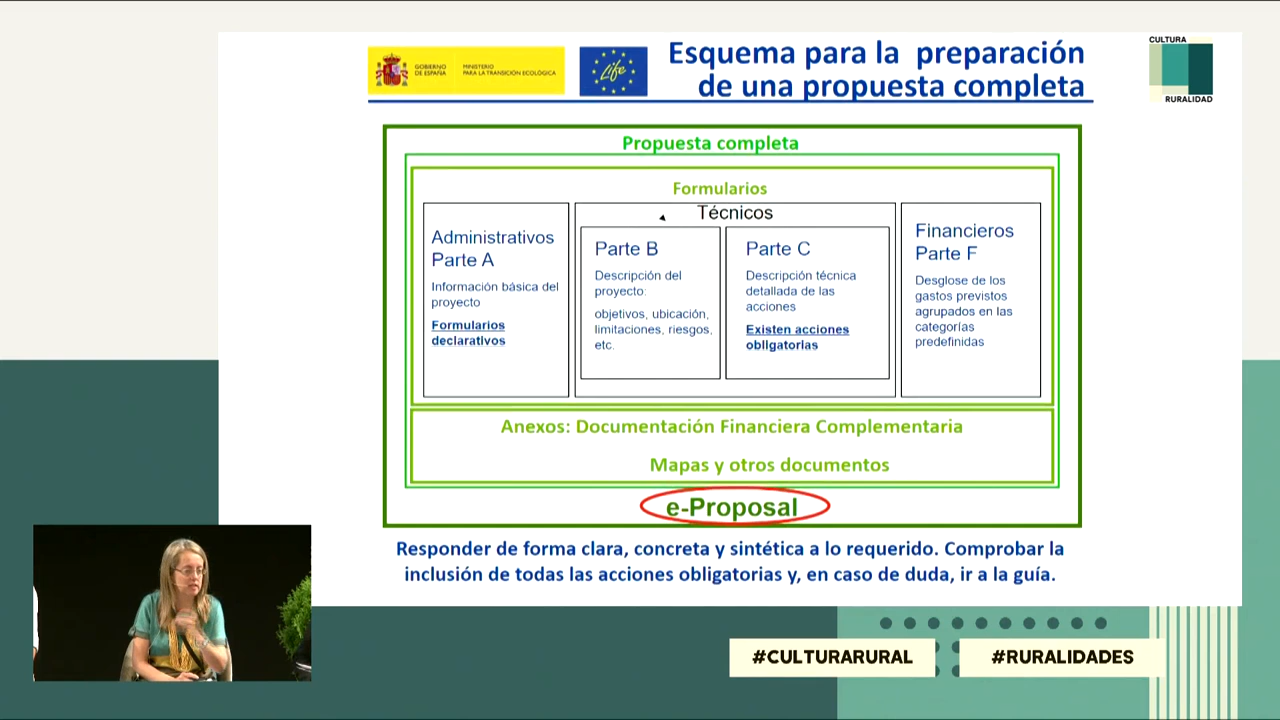 GOBIERNO
DE ESPAÑA
MINISTERIO
PARA LA TRANSICIÓN ECOLÓGICA
Life
Esquema para la preparación
de una propuesta completa
CULTURA
RURALIDAD
Propuesta completa
Formularios
Técnicos
Administrativos
Parte A
Información básica del
proyecto
Formularios
declarativos
Parte B
Descripción del
proyecto:
objetivos, ubicación,
limitaciones, riesgos,
etc.
Parte C
Descripción técnica
detallada de las
acciones
Existen acciones
obligatorias
Financieros
Parte F
Desglose de los
gastos previstos
agrupados en las
categorías
predefinidas
Anexos: Documentación Financiera Complementaria
Mapas y otros documentos
e-Proposal
Responder de forma clara, concreta y sintética a lo requerido. Comprobar la
inclusión de todas las acciones obligatorias y, en caso de duda, ir a la guía.
#CULTURARURAL
#RURALIDADES